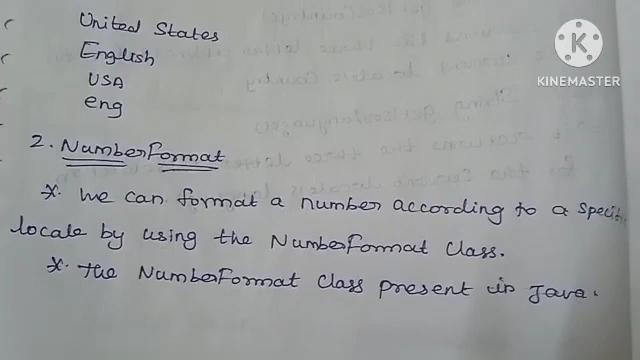 United States
English
USA
eng
2. NumberFormat
*. We can format a number according to a
locale by using the NumberFormat class.
*. the NumberFormat class present in java.
KINEMASTER